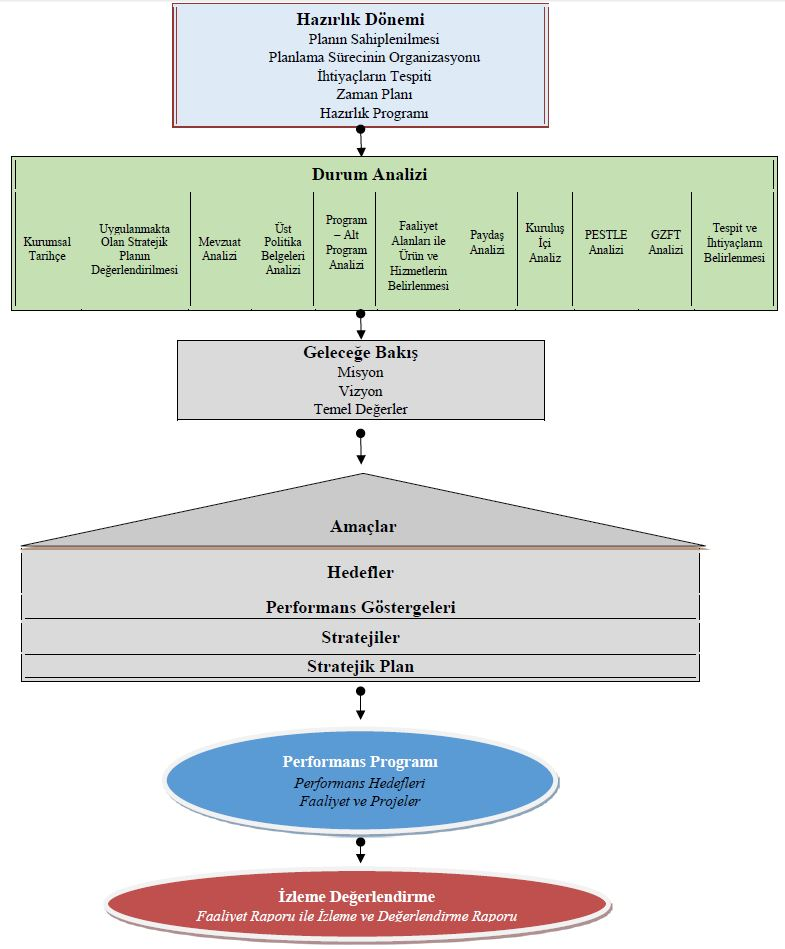 Hazırlık Dönemi
Planın Sahiplenilmesi
Planlama Sürecinin Organizasyonu
İhtiyaçların Tespiti
Zaman Planı
Hazırlık Programı
Durum Analizi
Kurumsal
Tarihçe
Uygulanmakta
Olan Stratejik
Planın
Değerlendirilmesi
Mevzuat
Analizi
Üst
Politika
Belgeleri
Analizi
Program
– Alt
Program
Analizi
Faaliyet
Alanları ile
Ürün ve
Hizmetlerin
Belirlenmesi
Paydaş
Analizi
Kuruluş
İçi
Analiz
PESTLE
Analizi
GZFT
Analizi
Tespit ve
İhtiyaçların
Belirlenmesi
Geleceğe Bakış
Misyon
Vizyon
Temel Değerler
Amaçlar
Hedefler
Performans Göstergeleri
Stratejiler
Stratejik Plan
Performans Programı
Performans Hedefleri
Faaliyet ve Projeler
İzleme Değerlendirme
Faaliyet Raporu ile İzleme ve Değerlendirme Raporu